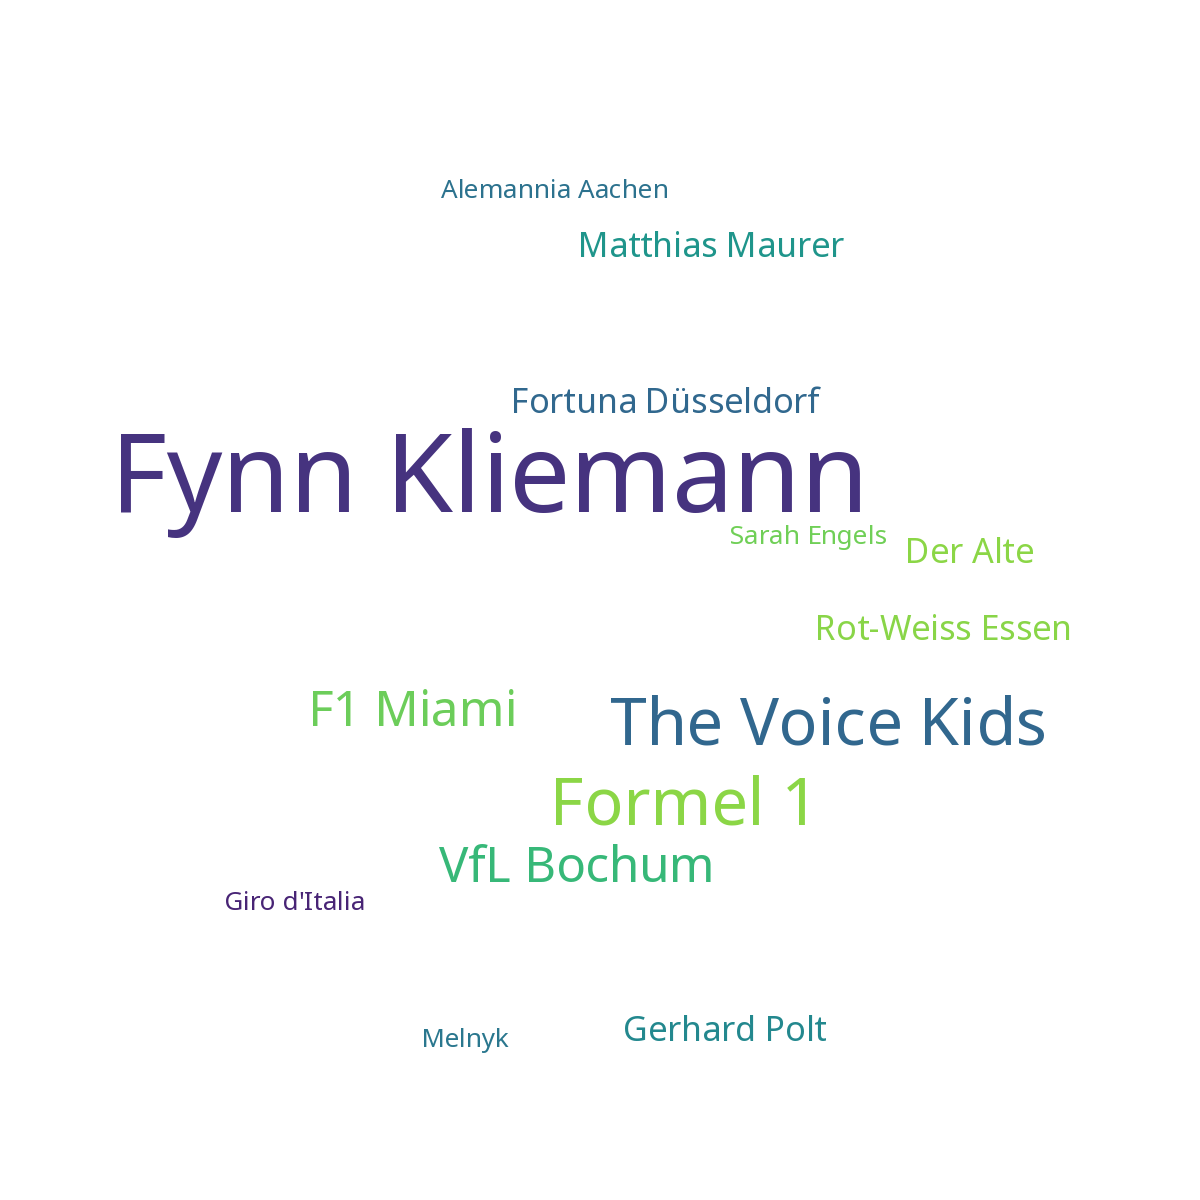 Alemannia Aachen
Matthias Maurer
Fortuna Düsseldorf
Fynn Kliemann
Sarah Engels
Der Alte
Rot-Weiss Essen
F1 Miami
The Voice Kids
Formel 1
VfL Bochum
Giro d'Italia
Melnyk
Gerhard Polt